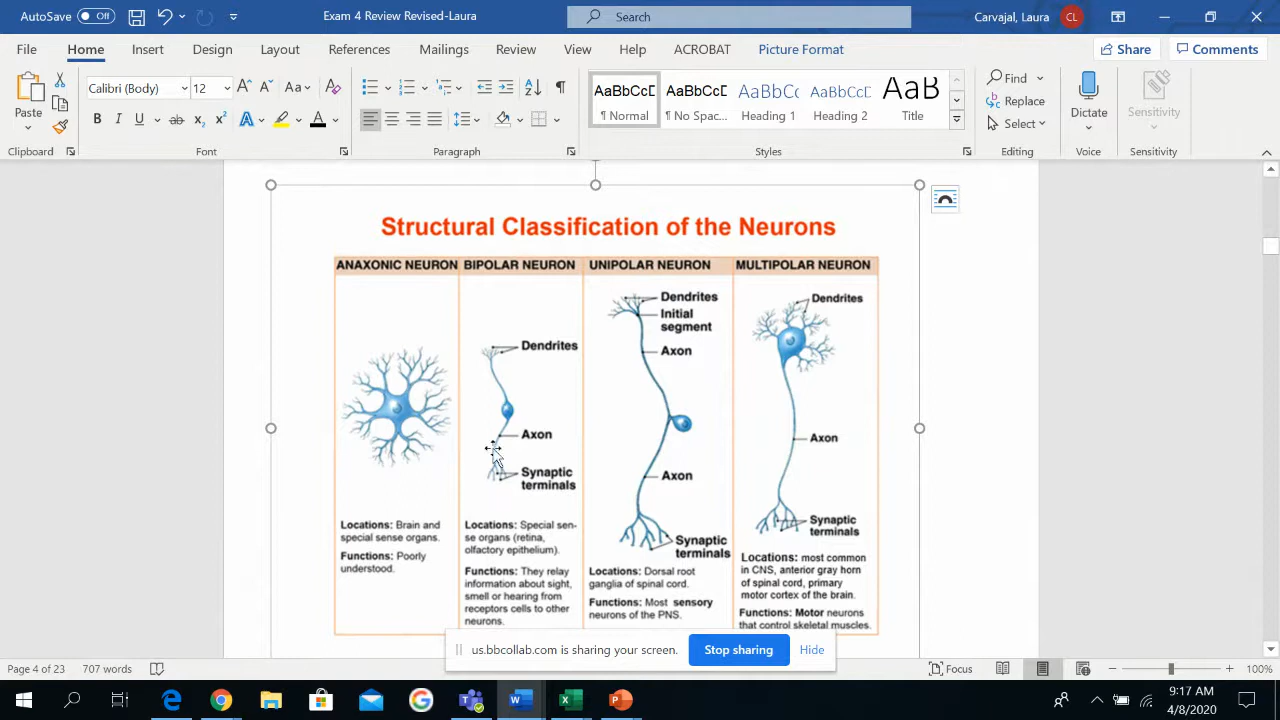 AutoSave Off Exam 4 Review Revised-Laura Search Carvajal, Laura CL
File Home Insert Design Layout References Mailings Review View Help ACROBAT Picture Format Share Comments
Paste
Calibri (Body) 12
AaBbCcDc AaBbCcDc AaBbCc AaBbCcC AaB
¶ Normal ¶ No Spac... Heading 1 Heading 2 Title
Find
Replace
Select
Dictate
Sensitivity
Clipboard Font Paragraph Styles Editing Voice Sensitivity
Structural Classification of the Neurons
ANAXONIC NEURON
Locations: Brain and
special sense organs.
Functions: Poorly
understood.
BIPOLAR NEURON
Dendrites
Axon
Synaptic
terminals
Locations: Special sen-
se organs (retina,
olfactory epithelium).
Functions: They relay
information about sight,
smell or hearing from
receptors cells to other
neurons.
UNIPOLAR NEURON
Dendrites
Initial
segment
Axon
Axon
Synaptic
terminals
Locations: Dorsal root
ganglia of spinal cord.
Functions: Most sensory
neurons of the PNS.
MULTIPOLAR NEURON
Dendrites
Axon
Synaptic
terminals
Locations: most common
in CNS, anterior gray horn
of spinal cord, primary
motor cortex of the brain.
Functions: Motor neurons
that control skeletal muscles.
us.bbcollab.com is sharing your screen. Stop sharing Hide
Page 4 of 23 707 words Focus 100%
9:17 AM
4/8/2020